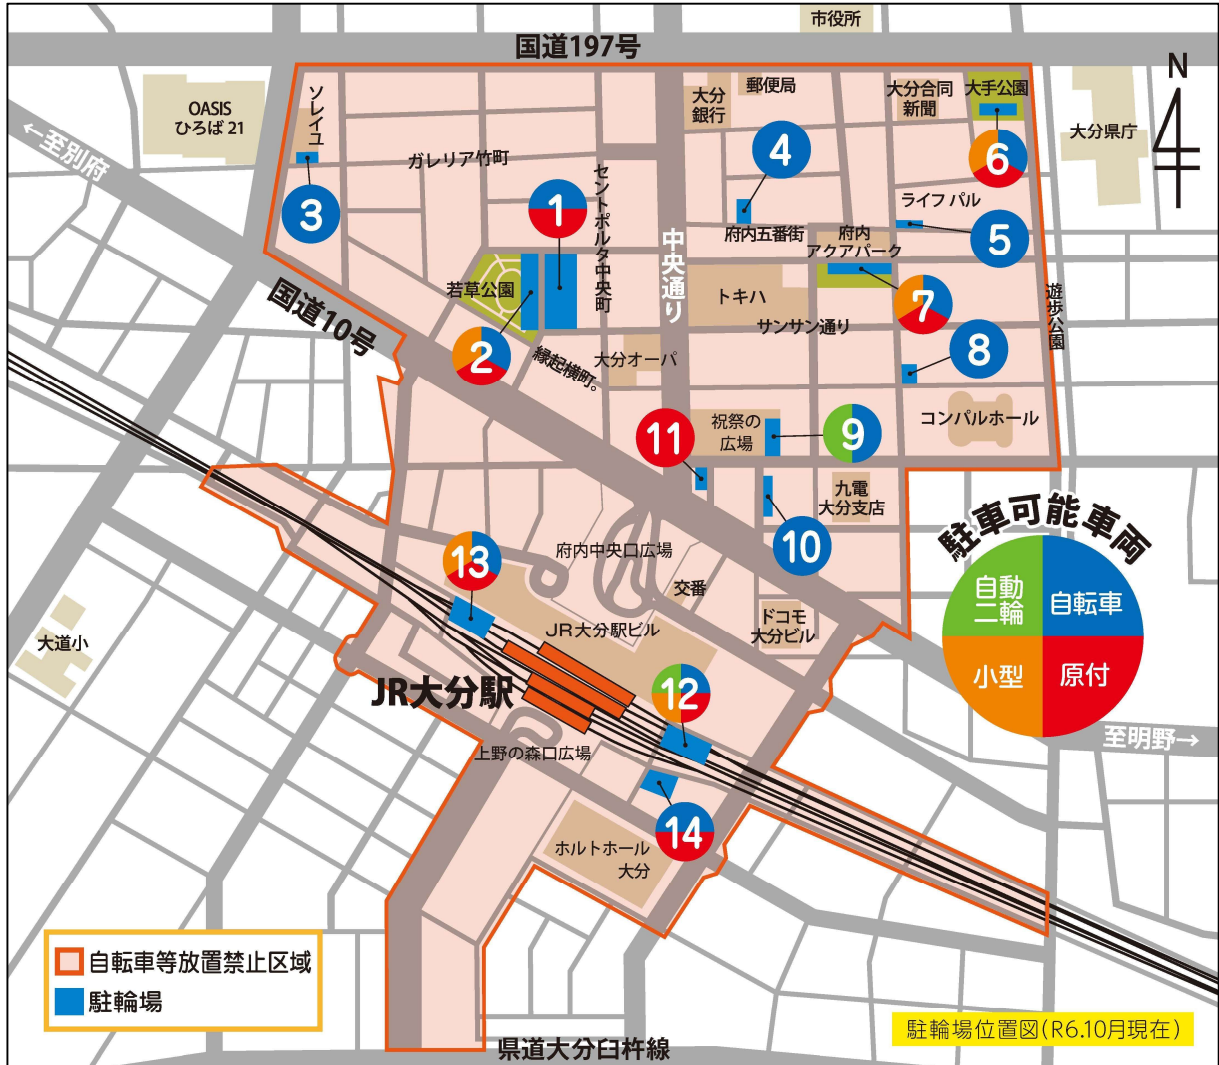 市役所
国道197号
N
OASIS
ひろば21
ソレイユ
大分
銀行
郵便局
大分合同
新聞
大手公園
大分県庁
←至別府
ガレリア竹町
セントポルタ中央町
4
6
3
1
ライフパル
5
中央通り
府内五番街
府内
アクアパーク
若草公園
トキハ
7
遊歩公園
国道10号
サンサン通り
2
縁起横町。
大分オーパ
8
コンパルホール
11
祝祭の
広場
9
九電
大分支店
10
駐車可能車両
自動
二輪
自転車
小型
原付
13
府内中央口広場
交番
ドコモ
大分ビル
大道小
JR大分駅ビル
JR大分駅
12
至明野→
上野の森口広場
14
ホルトホール
大分
自転車等放置禁止区域
駐輪場
駐輪場位置図(R6.10月現在)
県道大分臼杵線